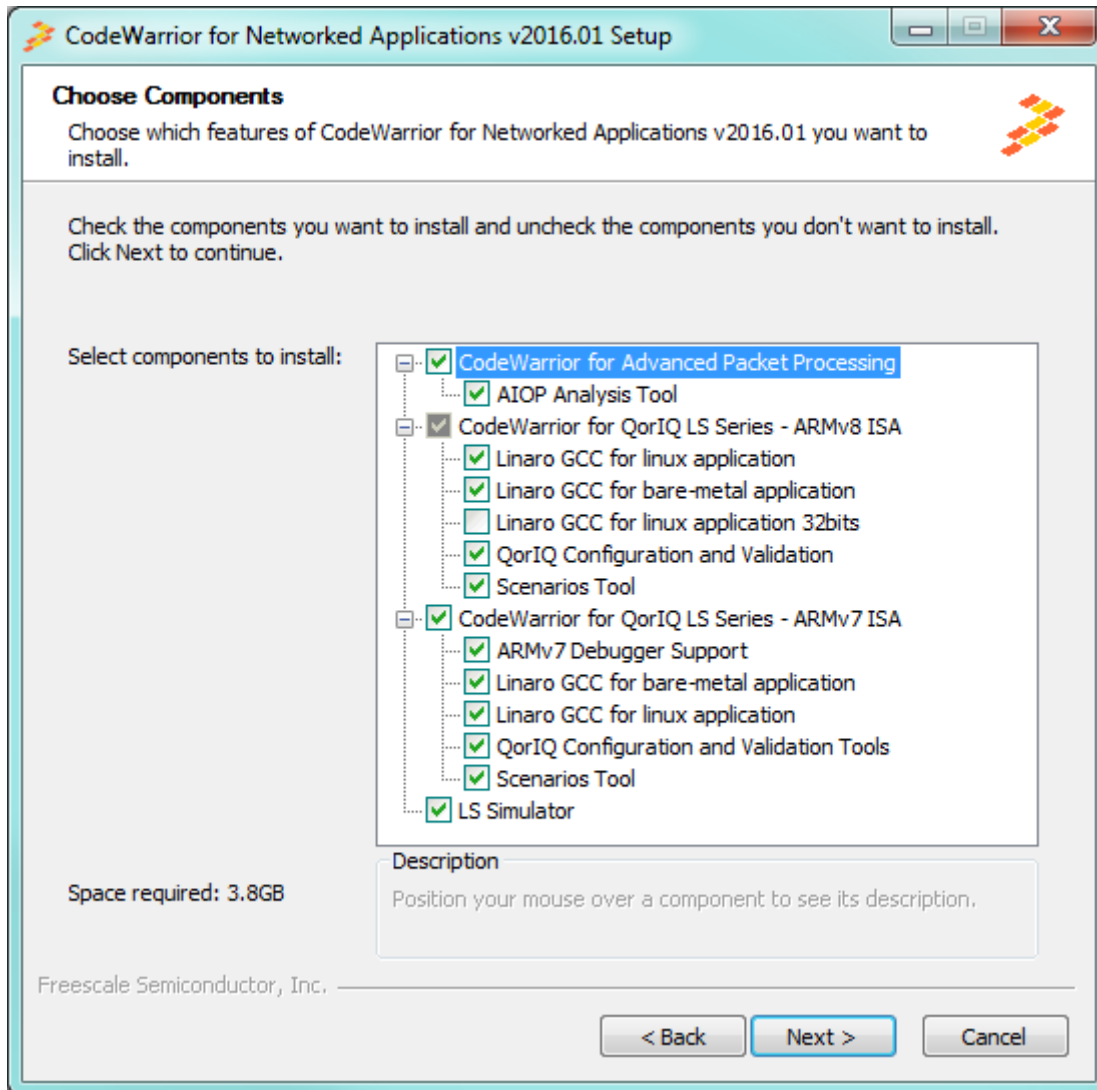 CodeWarrior for Networked Applications v2016.01 Setup
Choose Components
Choose which features of CodeWarrior for Networked Applications v2016.01 you want to
install.
Check the components you want to install and uncheck the components you don't want to install.
Click Next to continue.
Select components to install:
CodeWarrior for Advanced Packet Processing
AIOP Analysis Tool
CodeWarrior for QorIQ LS Series - ARMv8 ISA
Linaro GCC for linux application
Linaro GCC for bare-metal application
Linaro GCC for linux application 32bits
QorIQ Configuration and Validation
Scenarios Tool
CodeWarrior for QorIQ LS Series - ARMv7 ISA
ARMv7 Debugger Support
Linaro GCC for bare-metal application
Linaro GCC for linux application
QorIQ Configuration and Validation Tools
Scenarios Tool
LS Simulator
Space required: 3.8GB
Description
Position your mouse over a component to see its description.
Freescale Semiconductor, Inc.
< Back
Next >
Cancel